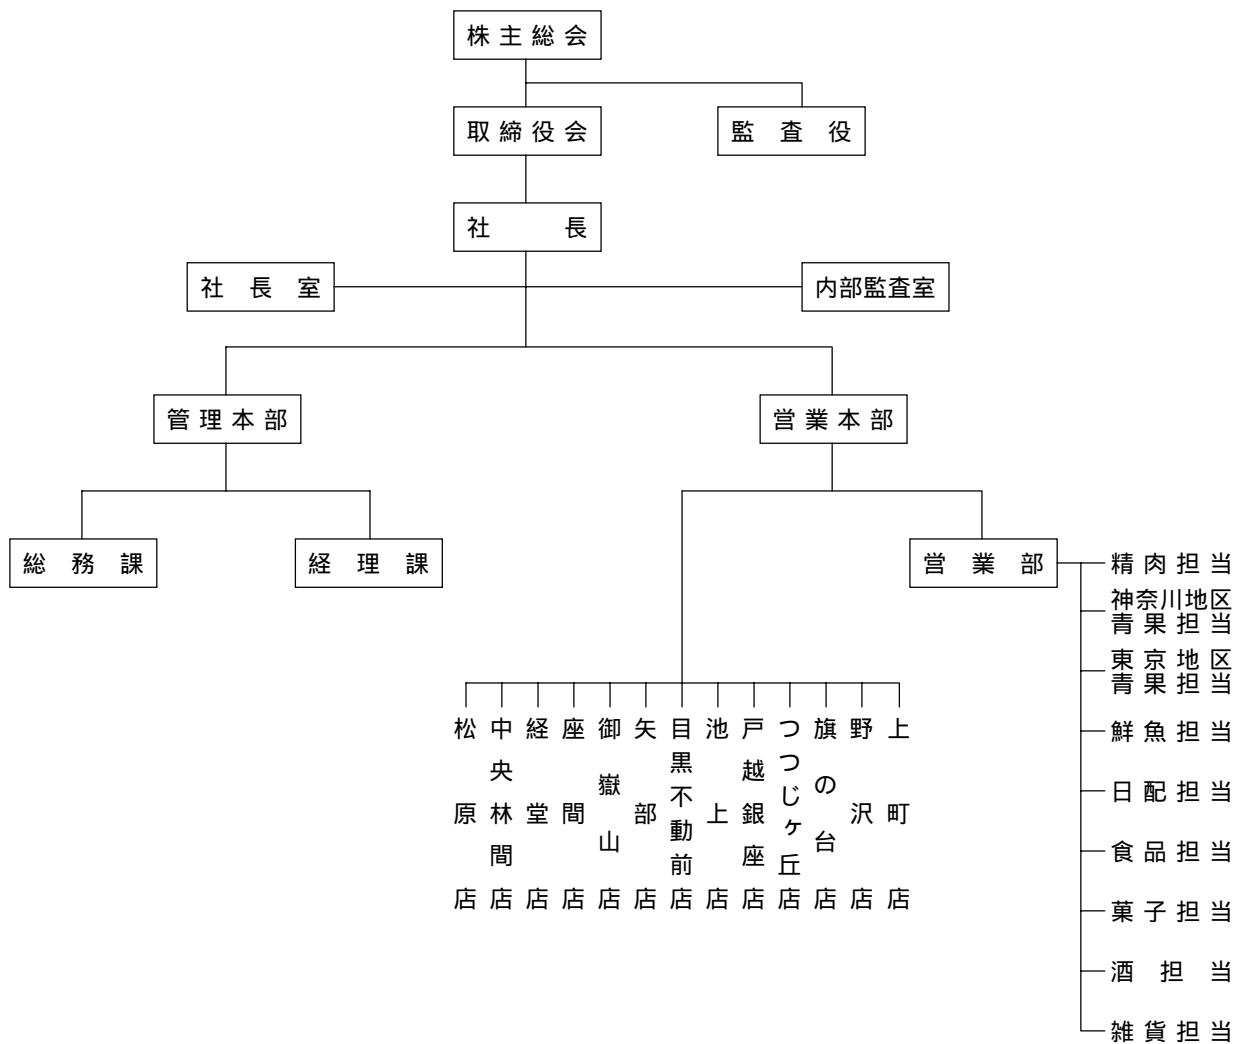 株主総会
取締役会
監査役
社長
社長室
内部監査室
管理本部
営業本部
総務課
経理課
営業部
精肉担当
神奈川地区
青果担当
東京地区
青果担当
鮮魚担当
日配担当
食品担当
菓子担当
酒担当
雑貨担当
松原店
中央林間店
経堂店
座間店
御嶽山店
矢部店
目黒不動前店
池上店
戸越銀座店
つつじヶ丘店
旗の台店
野沢店
上町店